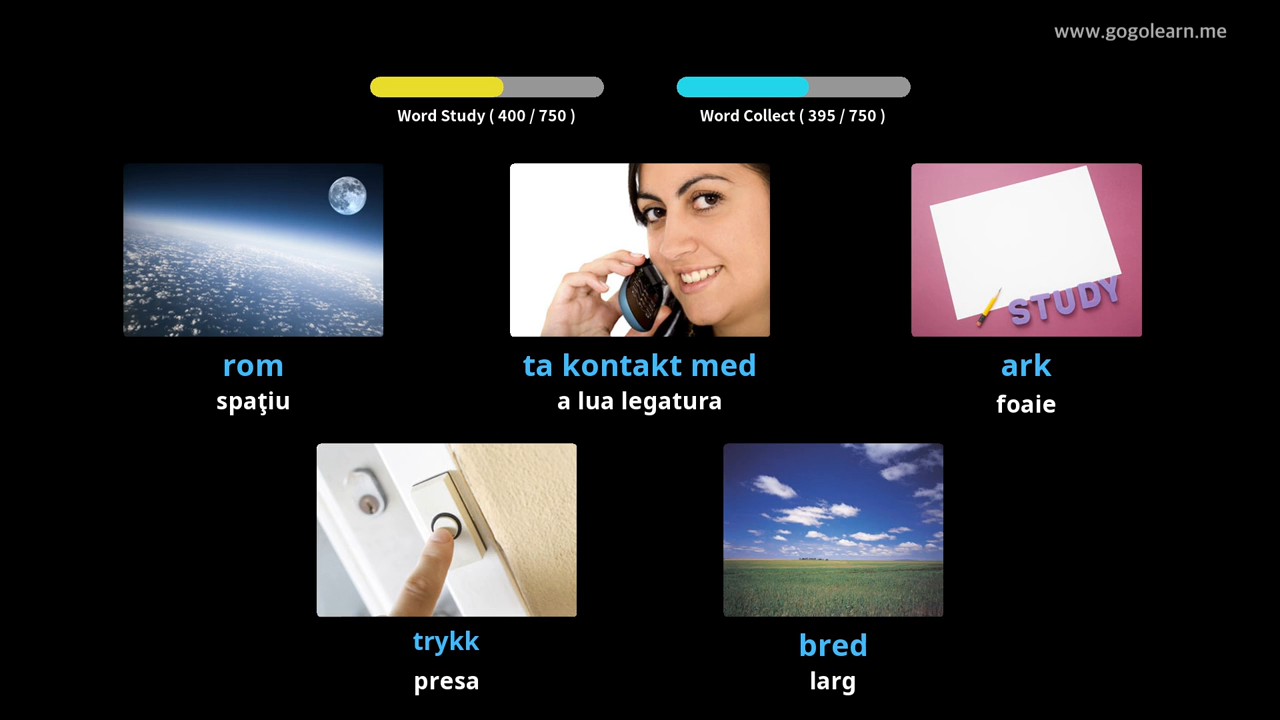 www.gogolearn.me
Word Study ( 400 / 750 )
Word Collect ( 395 / 750 )
STUDY
rom
spaţiu
ta kontakt med
a lua legatura
ark
foaie
trykk
presa
bred
larg